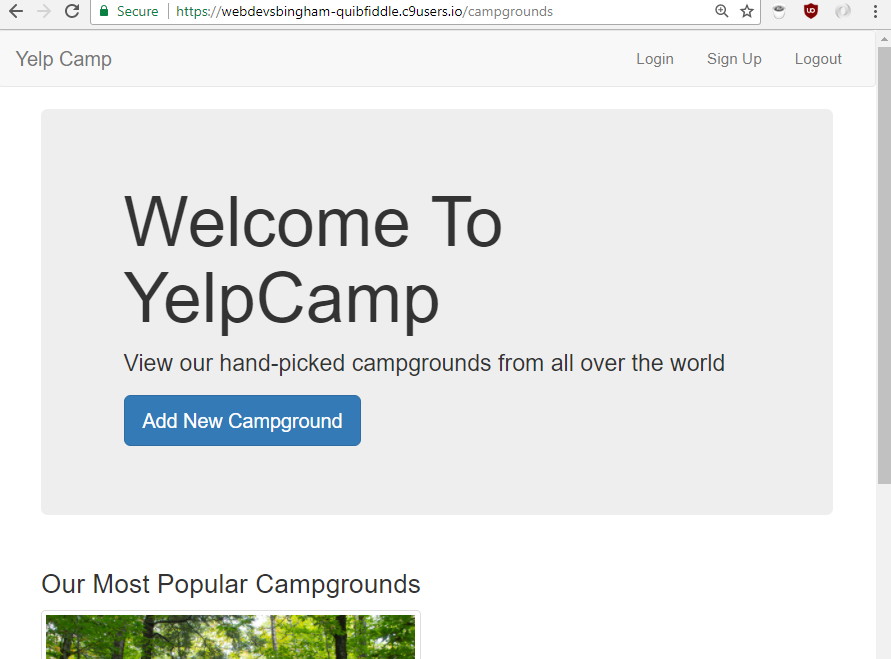 Secure https://webdevsbingham-quibfiddle.c9users.io/campgrounds
Yelp Camp Login Sign Up Logout
Welcome To
YelpCamp
View our hand-picked campgrounds from all over the world
Add New Campground
Our Most Popular Campgrounds